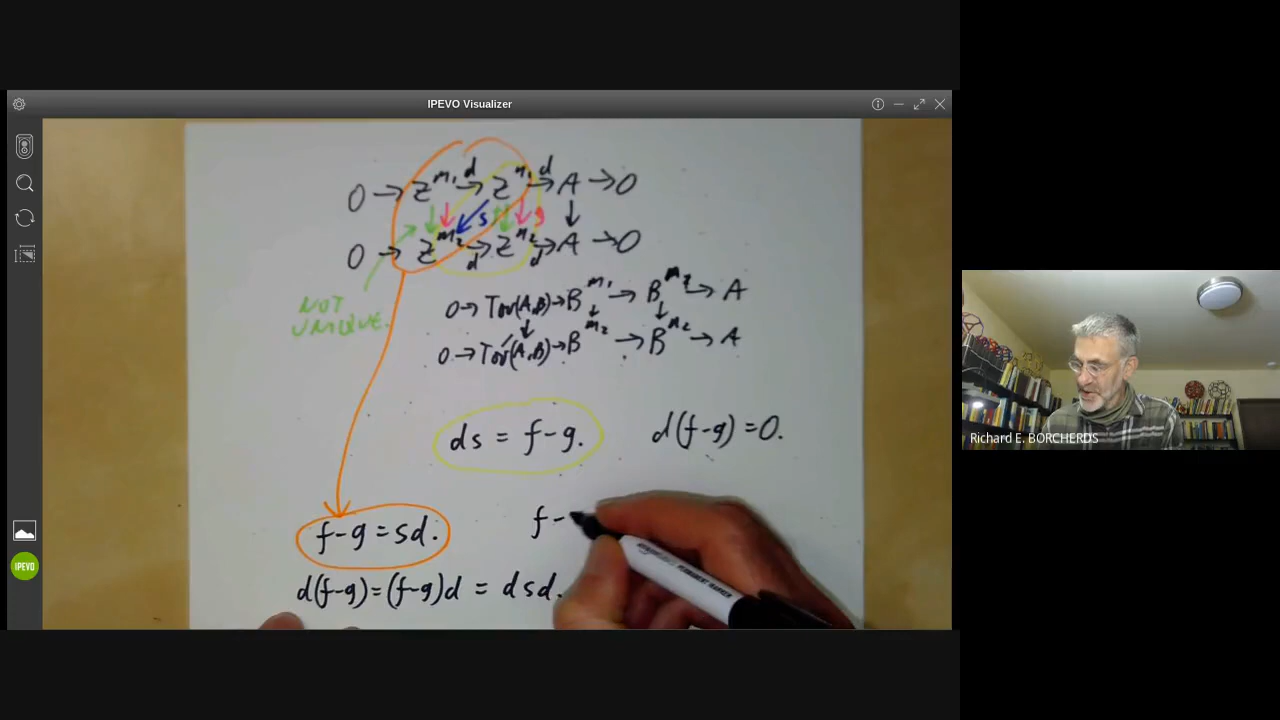 IPEVO Visualizer
0 → Z^m₁ →d Z^n₁ →d A → 0
s g
0 → Z^m₂ →d Z^n₂ →d A → 0
NOT
UNIQUE.
0 → Tor(A,B) → B^m₁ → B^m₂ → A
0 → Tor'(A,B) → B^m₂ → B^n₂ → A
ds = f-g. d(f-g) = 0.
f-g = sd. f-
d(f-g) = (f-g)d = dsd.
Richard E. BORCHERDS
IPEVO